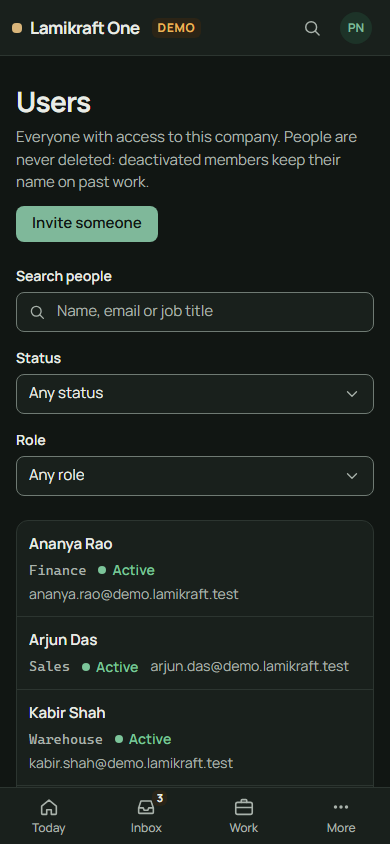 Lamikraft One DEMO PN
Users
Everyone with access to this company. People are
never deleted: deactivated members keep their
name on past work.
Invite someone
Search people
Name, email or job title
Status
Any status
Role
Any role
Ananya Rao
Finance Active
ananya.rao@demo.lamikraft.test
Arjun Das
Sales Active arjun.das@demo.lamikraft.test
Kabir Shah
Warehouse Active
kabir.shah@demo.lamikraft.test
3
Today Inbox Work More